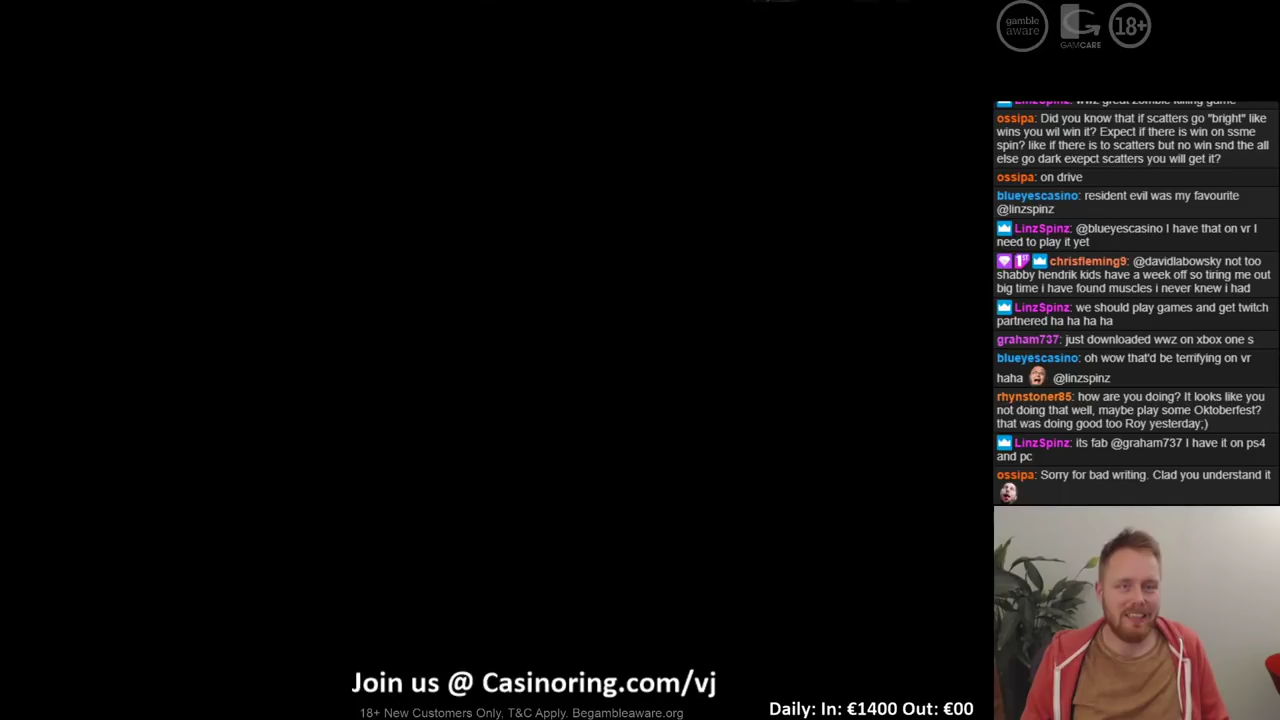 gamble
aware
GAMCARE
18+
LinzSpinz: wwz great zombie killing game
ossipa: Did you know that if scatters go "bright" like
wins you wil win it? Expect if there is win on ssme
spin? like if there is to scatters but no win snd the all
else go dark exepct scatters you will get it?
ossipa: on drive
blueyescasino: resident evil was my favourite
@linzspinz
LinzSpinz: @blueyescasino I have that on vr I
need to play it yet
1ST chrisfleming9: @davidlabowsky not too
shabby hendrik kids have a week off so tiring me out
big time i have found muscles i never knew i had
LinzSpinz: we should play games and get twitch
partnered ha ha ha ha
graham737: just downloaded wwz on xbox one s
blueyescasino: oh wow that'd be terrifying on vr
haha @linzspinz
rhynstoner85: how are you doing? It looks like you
not doing that well, maybe play some Oktoberfest?
that was doing good too Roy yesterday;)
LinzSpinz: its fab @graham737 I have it on ps4
and pc
ossipa: Sorry for bad writing. Clad you understand it
Join us @ Casinoring.com/vj
18+ New Customers Only, T&C Apply. Begambleaware.org
Daily: In: €1400 Out: €00